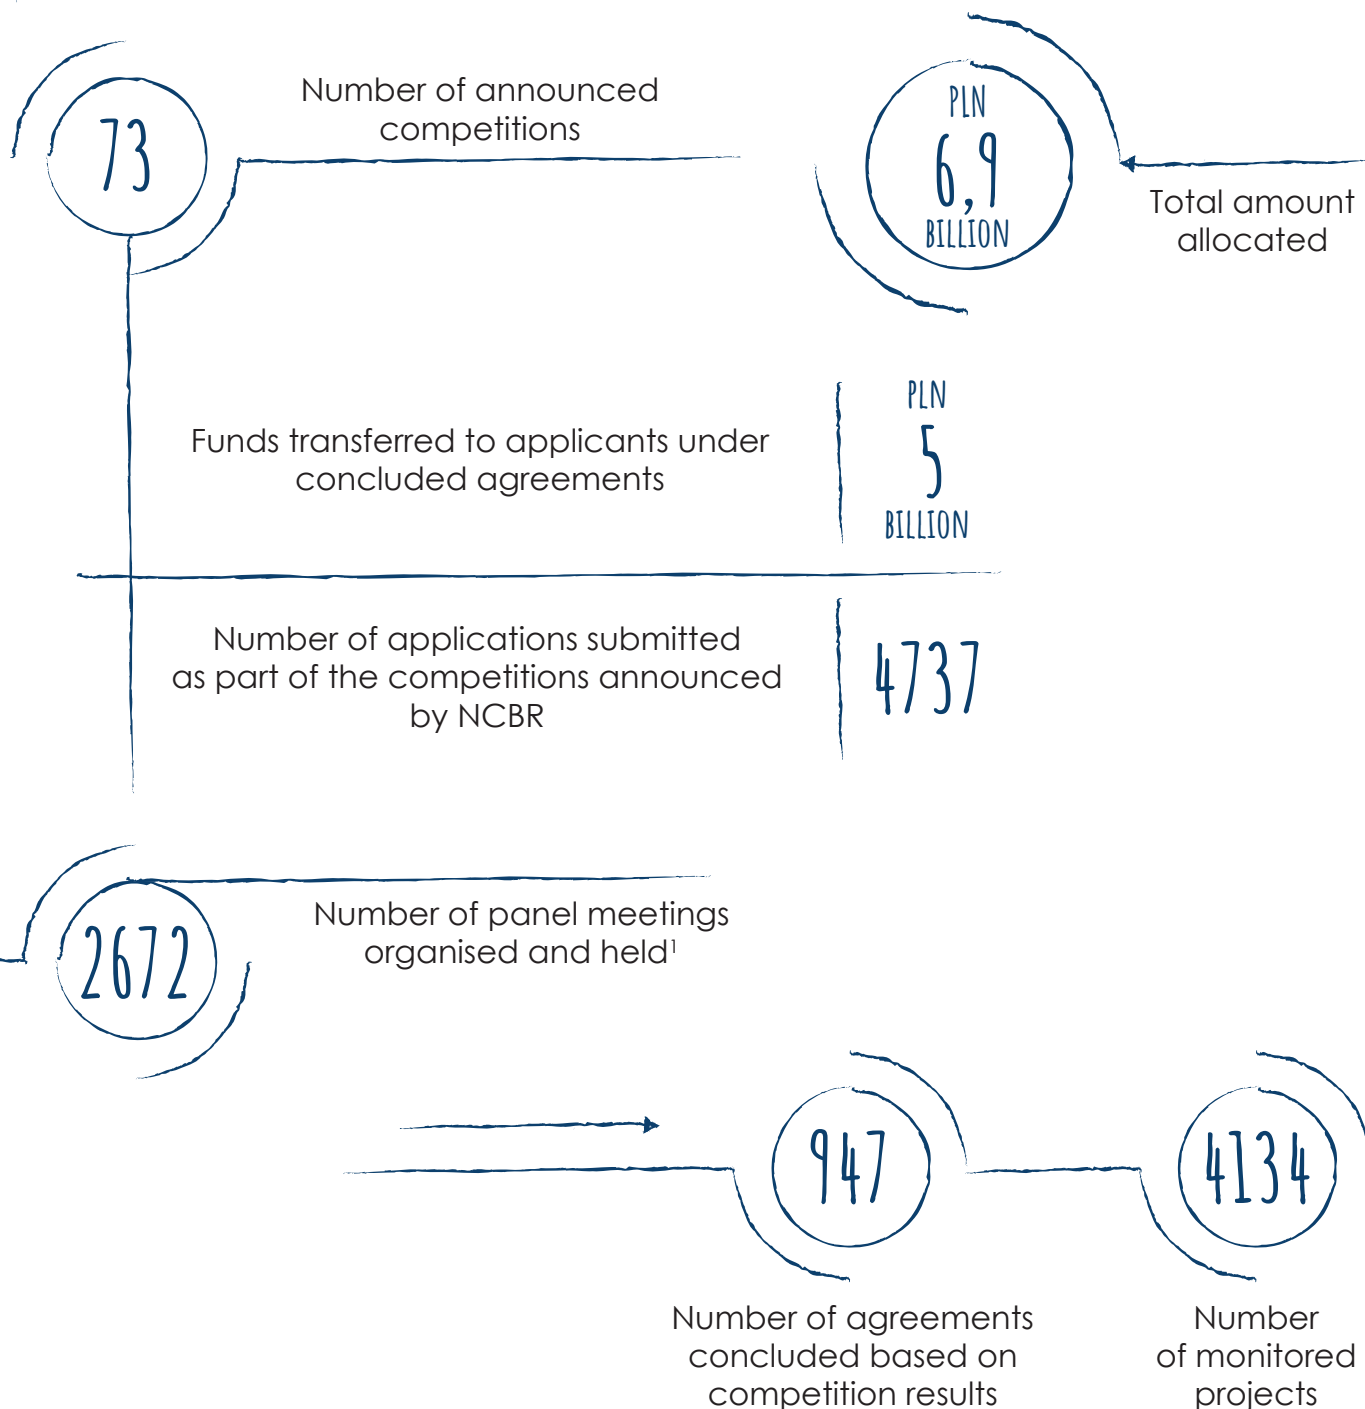 73
Number of announced
competitions
PLN
6,9
BILLION
Total amount
allocated
Funds transferred to applicants under
concluded agreements
PLN
5
BILLION
Number of applications submitted
as part of the competitions announced
by NCBR
4737
2672
Number of panel meetings
organised and held¹
947
Number of agreements
concluded based on
competition results
4134
Number
of monitored
projects